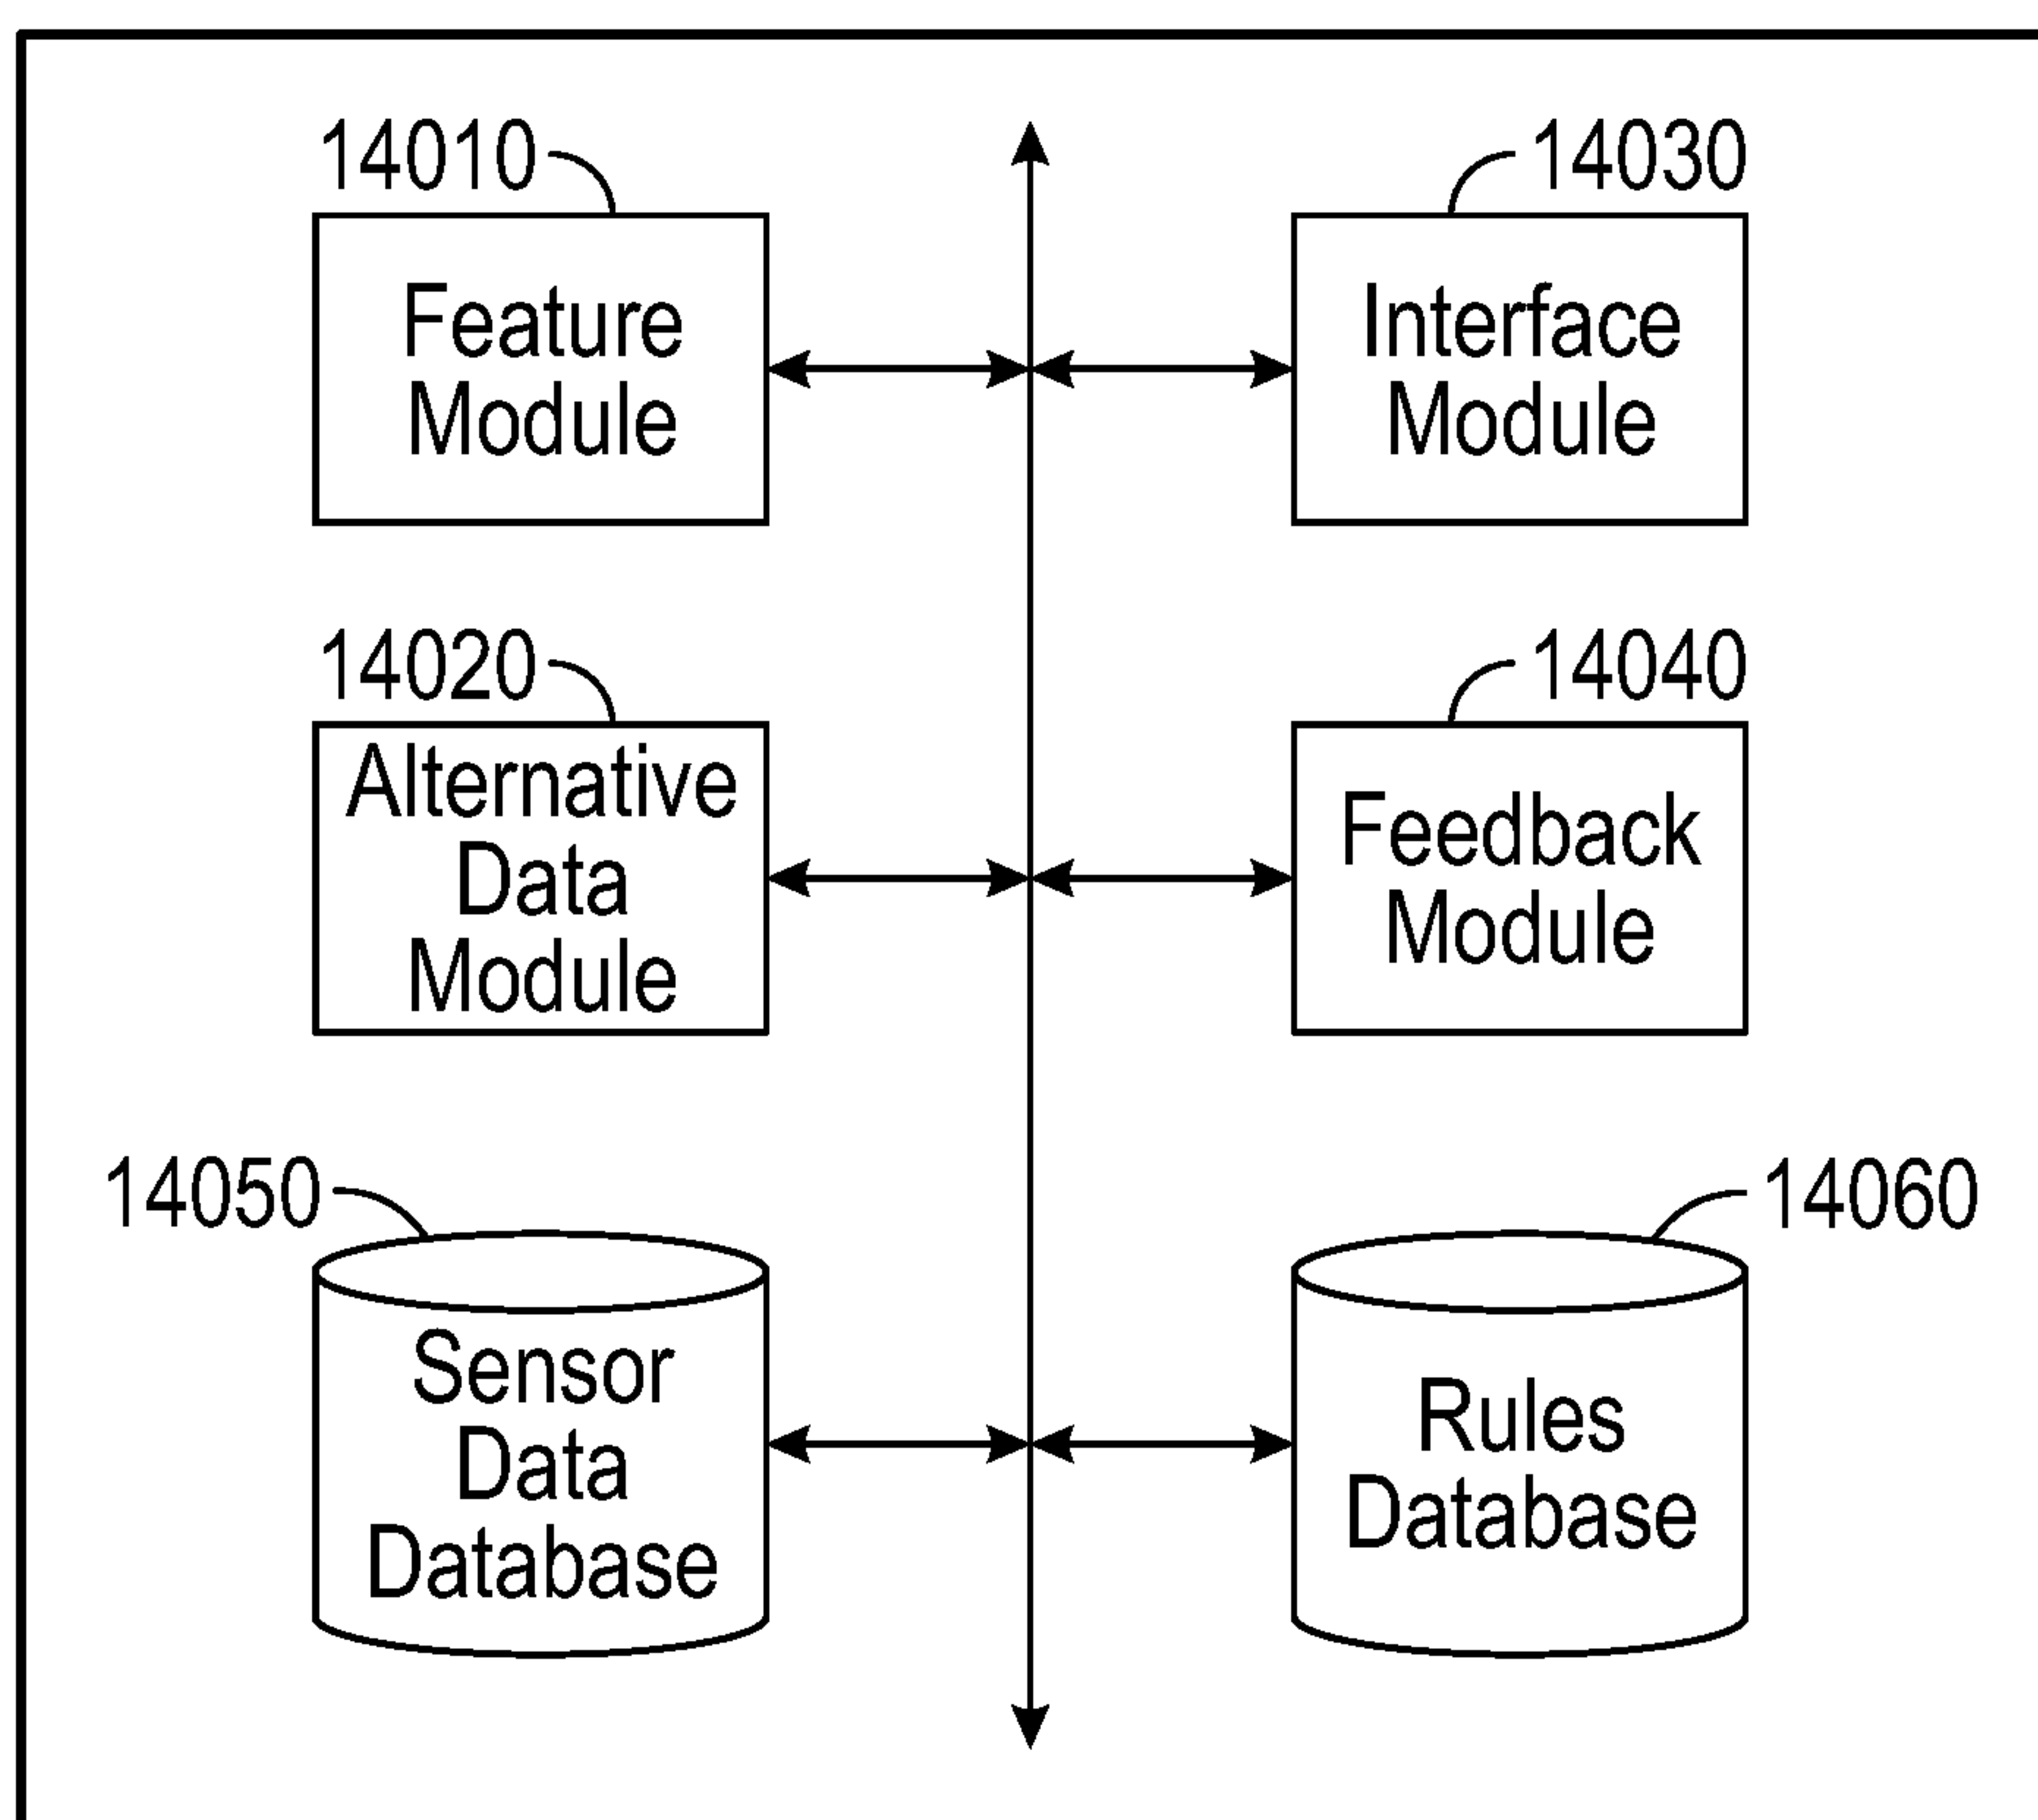 14010
Feature
Module
14030
Interface
Module
14020
Alternative
Data
Module
14040
Feedback
Module
14050
Sensor
Data
Database
14060
Rules
Database